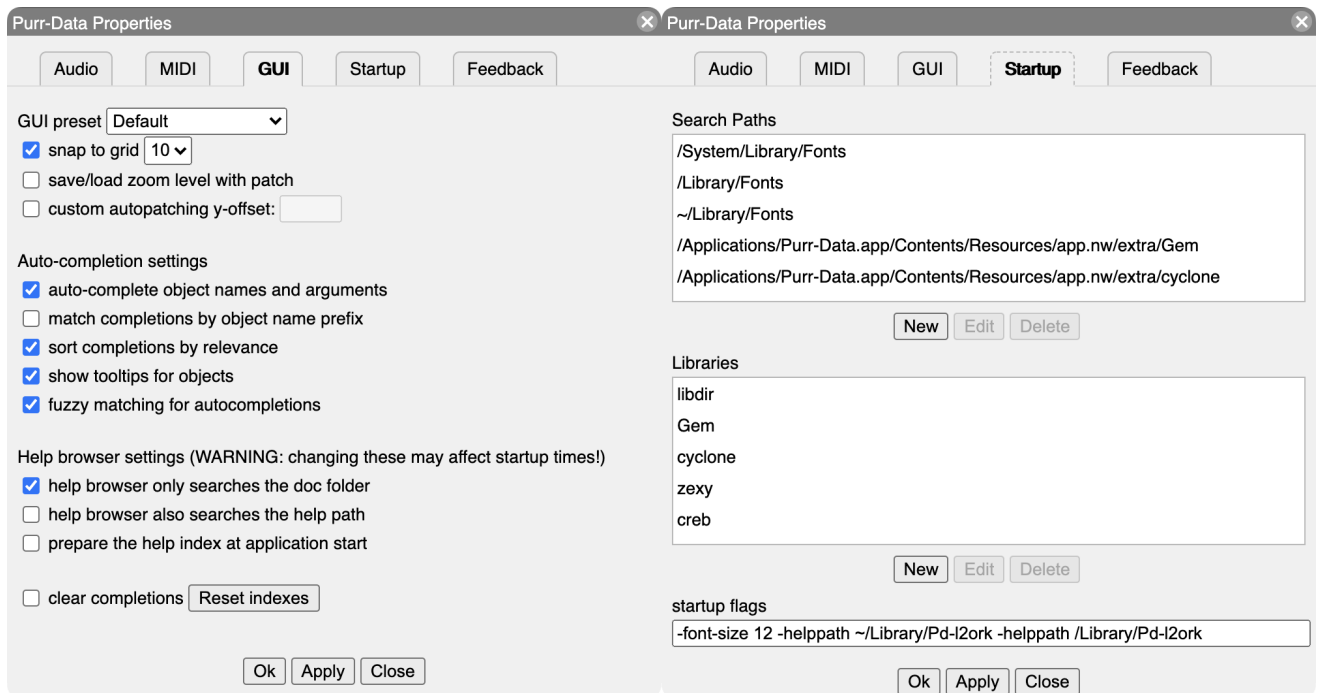 Purr-Data Properties
Audio
MIDI
GUI
Startup
Feedback
GUI preset Default
snap to grid 10
save/load zoom level with patch
custom autopatching y-offset:
Auto-completion settings
auto-complete object names and arguments
match completions by object name prefix
sort completions by relevance
show tooltips for objects
fuzzy matching for autocompletions
Help browser settings (WARNING: changing these may affect startup times!)
help browser only searches the doc folder
help browser also searches the help path
prepare the help index at application start
clear completions Reset indexes
Ok Apply Close
Purr-Data Properties
Audio
MIDI
GUI
Startup
Feedback
Search Paths
/System/Library/Fonts
/Library/Fonts
~/Library/Fonts
/Applications/Purr-Data.app/Contents/Resources/app.nw/extra/Gem
/Applications/Purr-Data.app/Contents/Resources/app.nw/extra/cyclone
New Edit Delete
Libraries
libdir
Gem
cyclone
zexy
creb
New Edit Delete
startup flags
-font-size 12 -helppath ~/Library/Pd-l2ork -helppath /Library/Pd-l2ork
Ok Apply Close